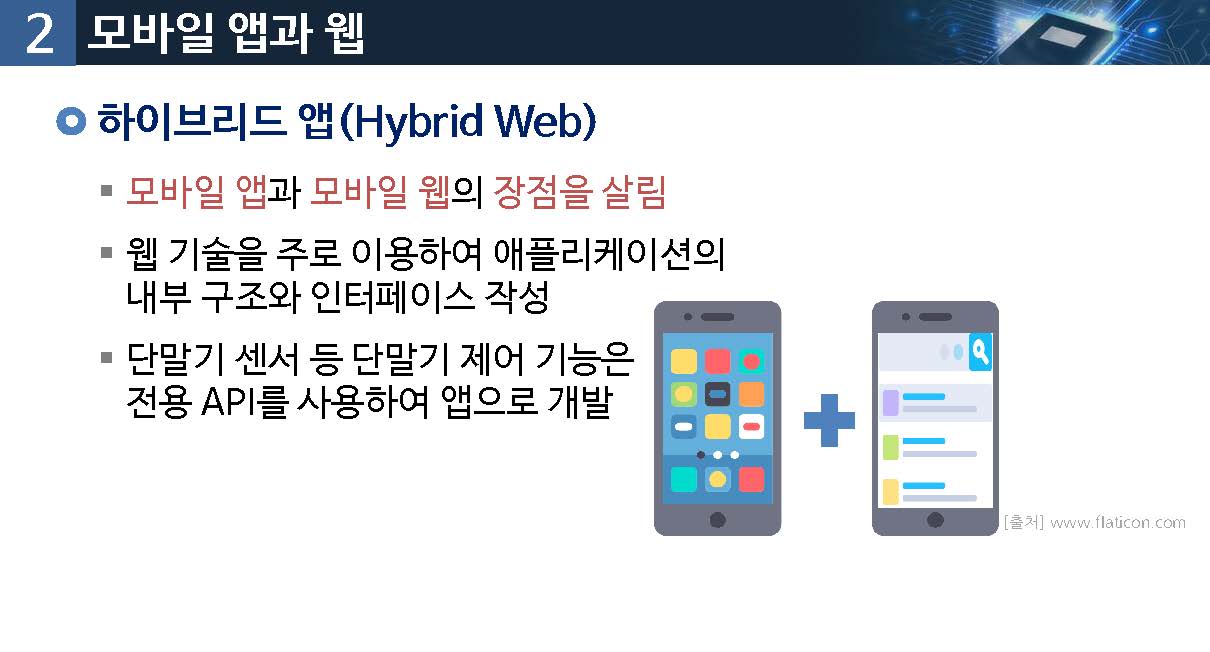 2 모바일 앱과 웹
하이브리드 앱(Hybrid Web)
모바일 앱과 모바일 웹의 장점을 살림
웹 기술을 주로 이용하여 애플리케이션의
내부 구조와 인터페이스 작성
단말기 센서 등 단말기 제어 기능은
전용 API를 사용하여 앱으로 개발
[출처] www.flaticon.com